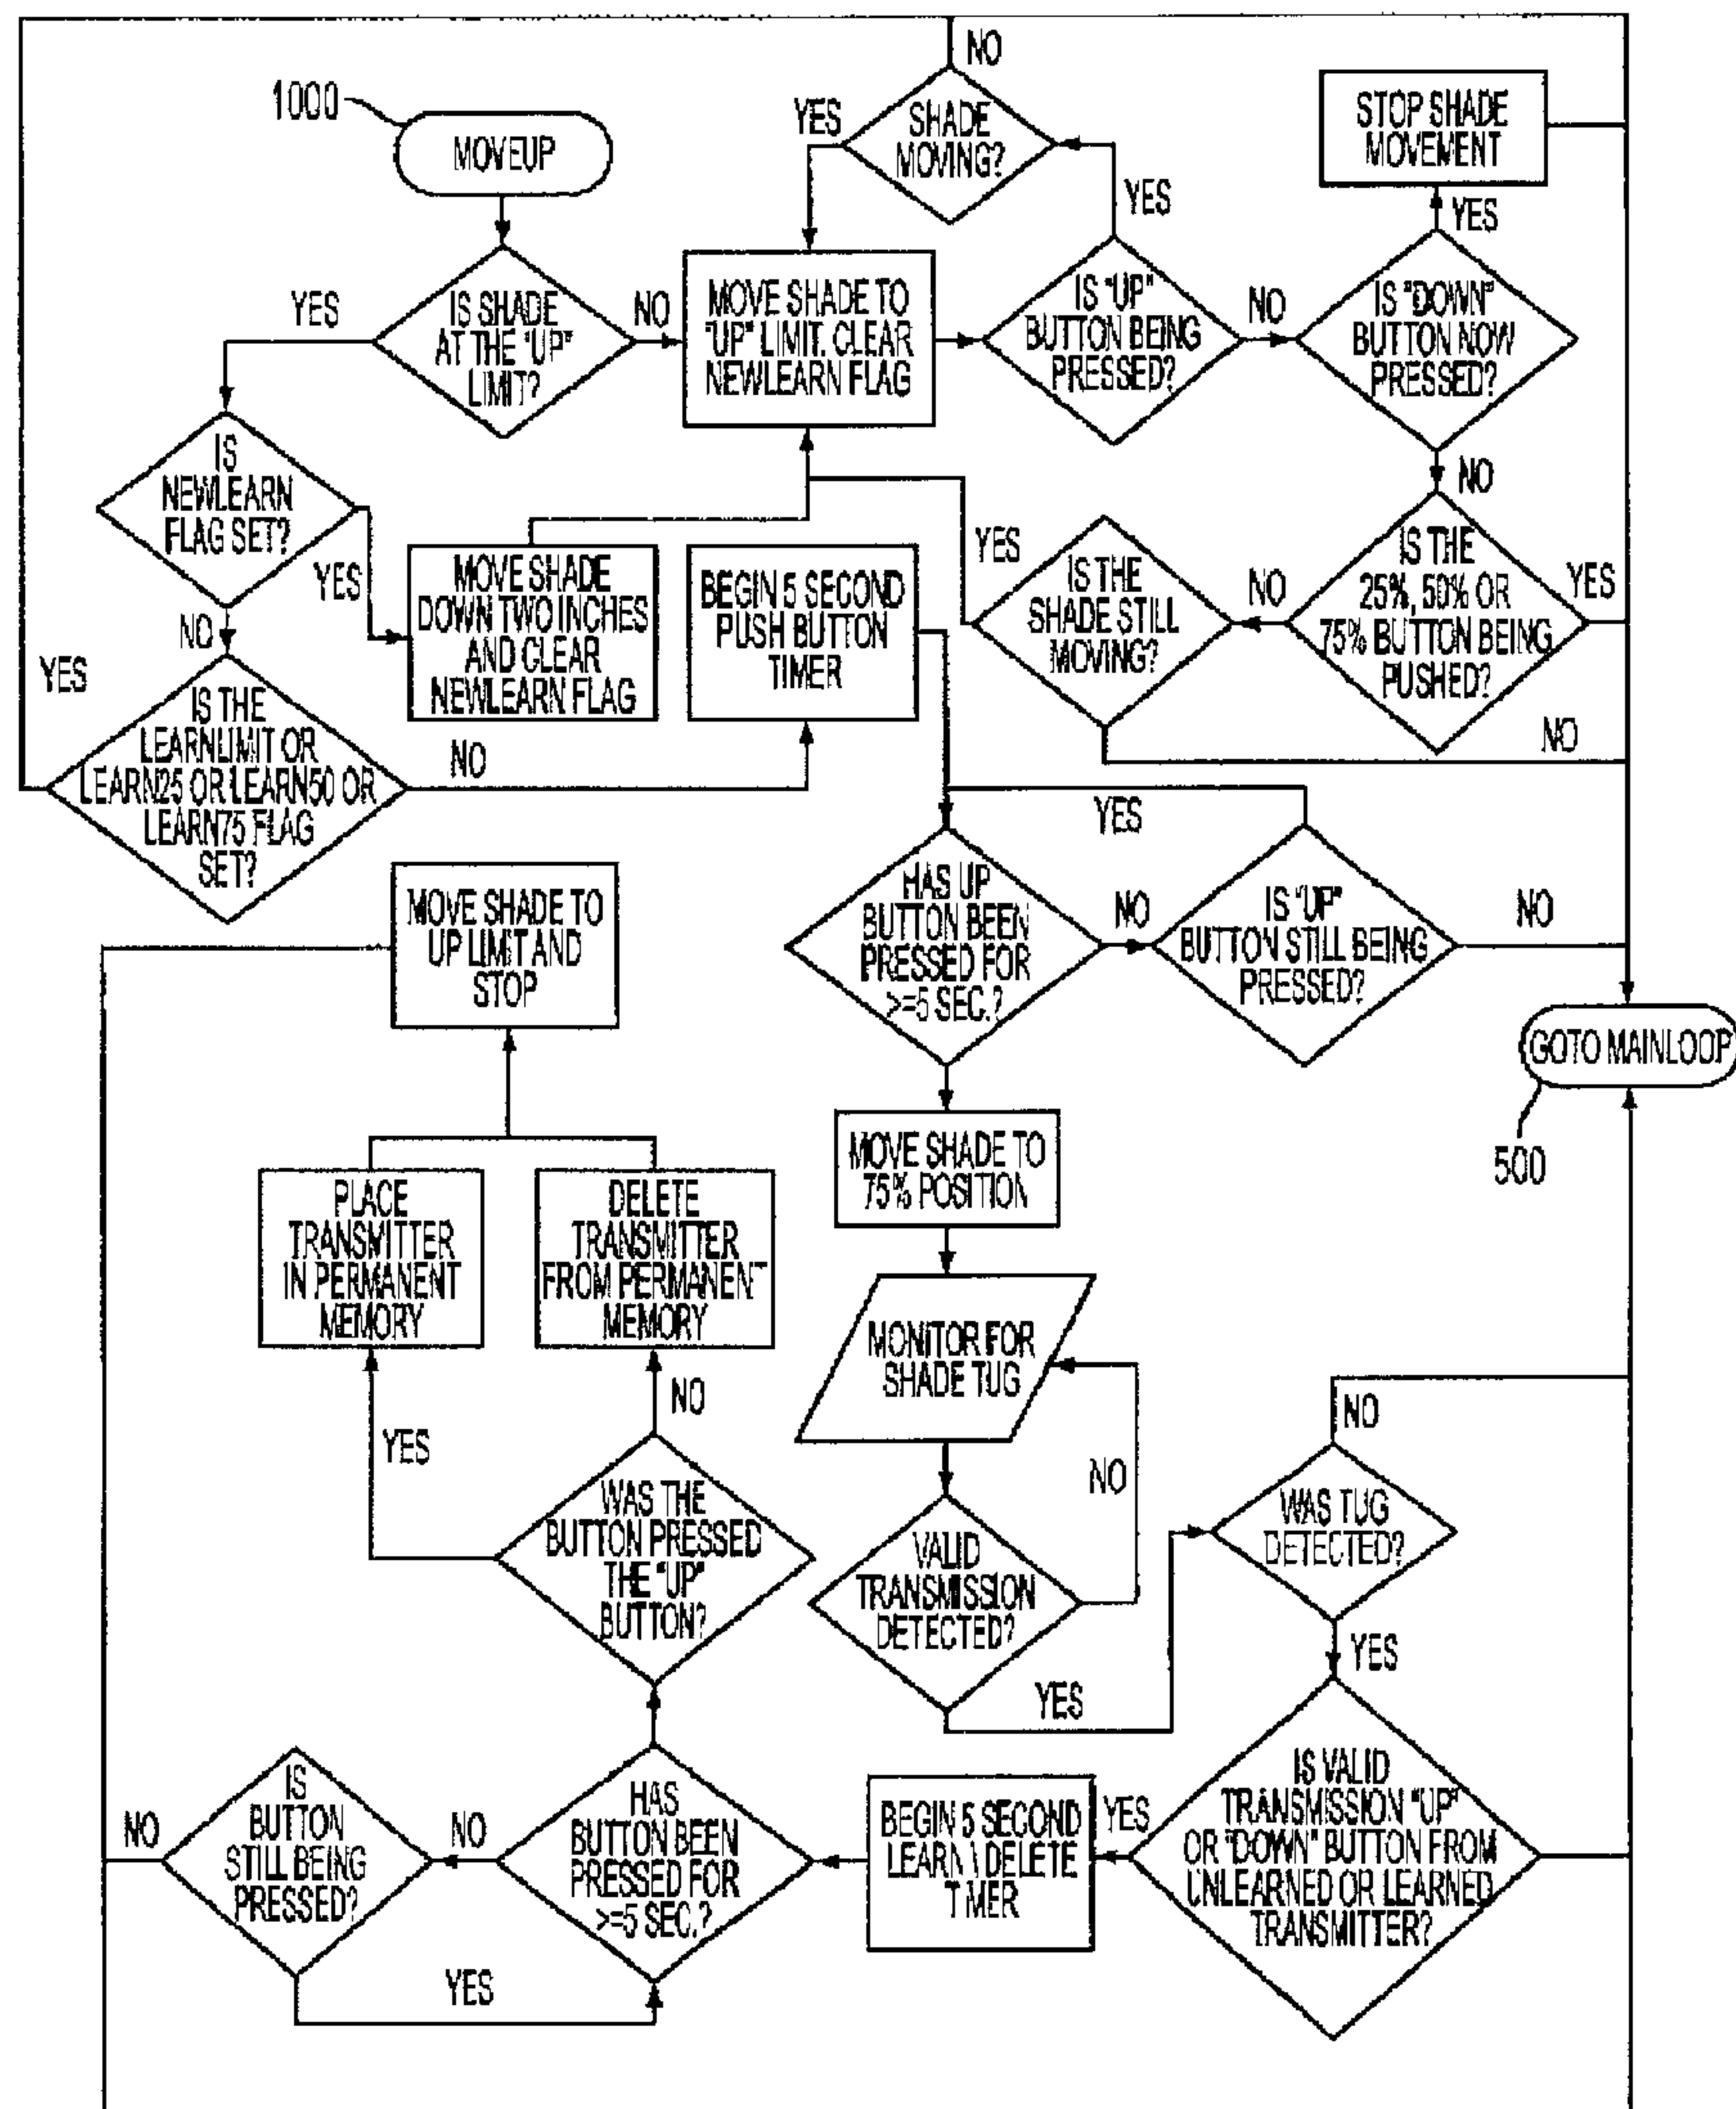 1000
MOVEUP
NO
YES
SHADE
MOVING?
YES
STOP SHADE
MOVEMENT
YES
YES
IS SHADE
AT THE "UP"
LIMIT?
NO
MOVE SHADE TO
"UP" LIMIT. CLEAR
NEWLEARN FLAG
IS "UP"
BUTTON BEING
PRESSED?
NO
IS "DOWN"
BUTTON NOW
PRESSED?
NO
IS
NEWLEARN
FLAG SET?
YES
NO
MOVE SHADE
DOWN TWO INCHES
AND CLEAR
NEWLEARN FLAG
BEGIN 5 SECOND
PUSH BUTTON
TIMER
YES
IS THE
SHADE STILL
MOVING?
NO
IS THE
25%, 50% OR
75% BUTTON BEING
PUSHED?
YES
NO
YES
IS THE
LEARNLIMIT OR
LEARN25 OR LEARN50 OR
LEARN75 FLAG
SET?
NO
YES
HAS UP
BUTTON BEEN
PRESSED FOR
>=5 SEC.?
NO
IS "UP"
BUTTON STILL BEING
PRESSED?
NO
MOVE SHADE TO
UP LIMIT AND
STOP
GOTO MAINLOOP
500
MOVE SHADE TO
75% POSITION
PLACE
TRANSMITTER
IN PERMANENT
MEMORY
DELETE
TRANSMITTER
FROM PERMANENT
MEMORY
MONITOR FOR
SHADE TUG
NO
YES
NO
NO
WAS THE
BUTTON PRESSED
THE "UP"
BUTTON?
VALID
TRANSMISSION
DETECTED?
WAS TUG
DETECTED?
YES
YES
IS
BUTTON
STILL BEING
PRESSED?
NO
NO
HAS
BUTTON BEEN
PRESSED FOR
>=5 SEC.?
BEGIN 5 SECOND
LEARN \ DELETE
TIMER
YES
IS VALID
TRANSMISSION "UP"
OR "DOWN" BUTTON FROM
UNLEARNED OR LEARNED
TRANSMITTER?
YES